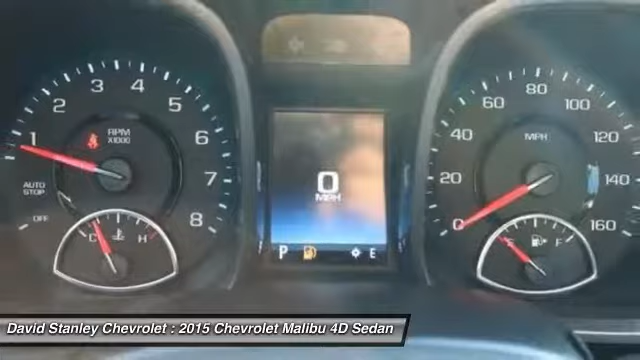 RPM
X1000
1
2
3
4
5
6
7
8
AUTO
STOP
OFF
C
H
0
MPH
P
E
MPH
0
20
40
60
80
100
120
140
160
E
F
David Stanley Chevrolet : 2015 Chevrolet Malibu 4D Sedan